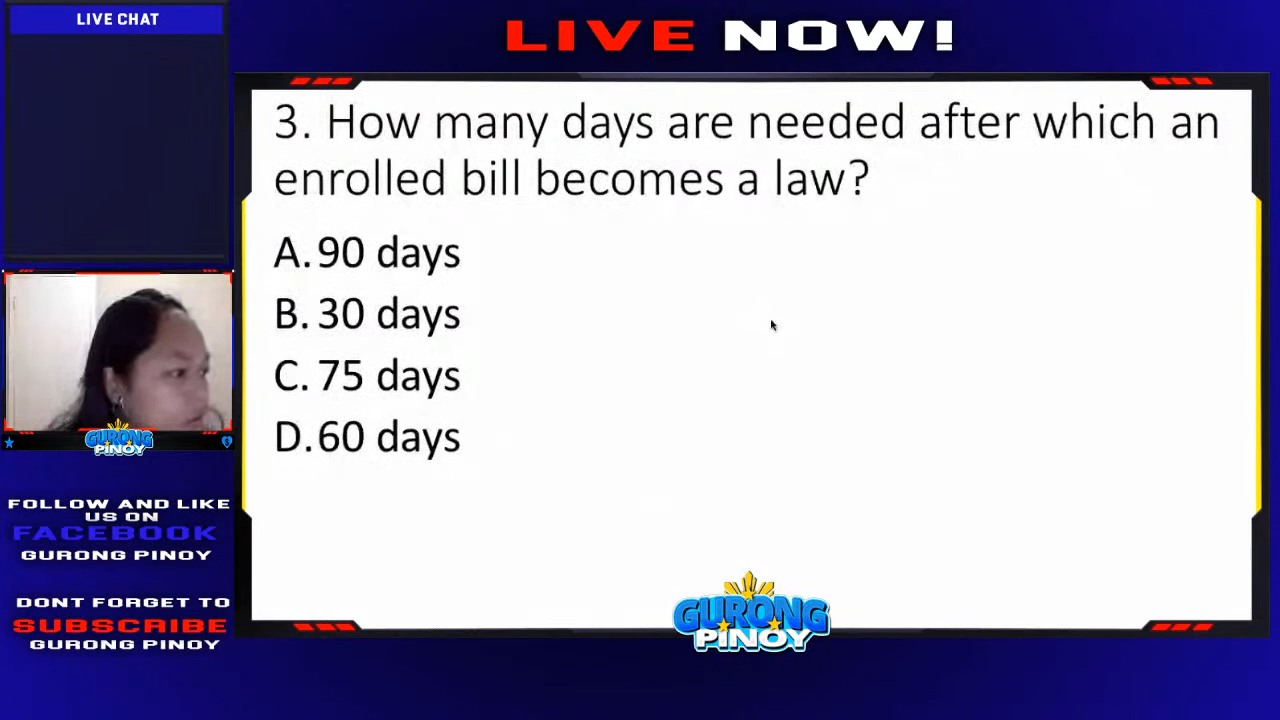 LIVE CHAT
LIVE NOW!
3. How many days are needed after which an
enrolled bill becomes a law?
A. 90 days
B. 30 days
C. 75 days
D. 60 days
GURONG
PINOY
FOLLOW AND LIKE
US ON
FACEBOOK
GURONG PINOY
DONT FORGET TO
SUBSCRIBE
GURONG PINOY
GURONG
PINOY